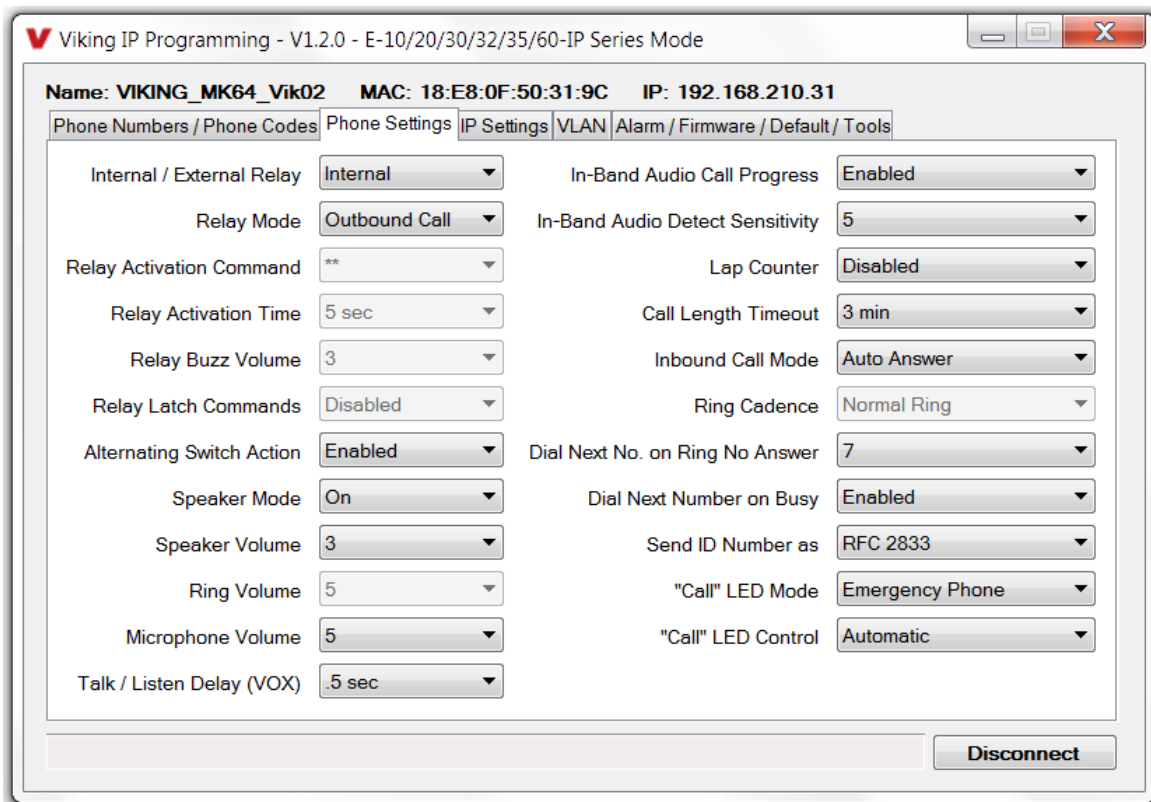 Viking IP Programming - V1.2.0 - E-10/20/30/32/35/60-IP Series Mode
Name: VIKING_MK64_Vik02 MAC: 18:E8:0F:50:31:9C IP: 192.168.210.31
Phone Numbers / Phone Codes Phone Settings IP Settings VLAN Alarm / Firmware / Default / Tools
Internal / External Relay Internal In-Band Audio Call Progress Enabled
Relay Mode Outbound Call In-Band Audio Detect Sensitivity 5
Relay Activation Command ** Lap Counter Disabled
Relay Activation Time 5 sec Call Length Timeout 3 min
Relay Buzz Volume 3 Inbound Call Mode Auto Answer
Relay Latch Commands Disabled Ring Cadence Normal Ring
Alternating Switch Action Enabled Dial Next No. on Ring No Answer 7
Speaker Mode On Dial Next Number on Busy Enabled
Speaker Volume 3 Send ID Number as RFC 2833
Ring Volume 5 "Call" LED Mode Emergency Phone
Microphone Volume 5 "Call" LED Control Automatic
Talk / Listen Delay (VOX) .5 sec
Disconnect